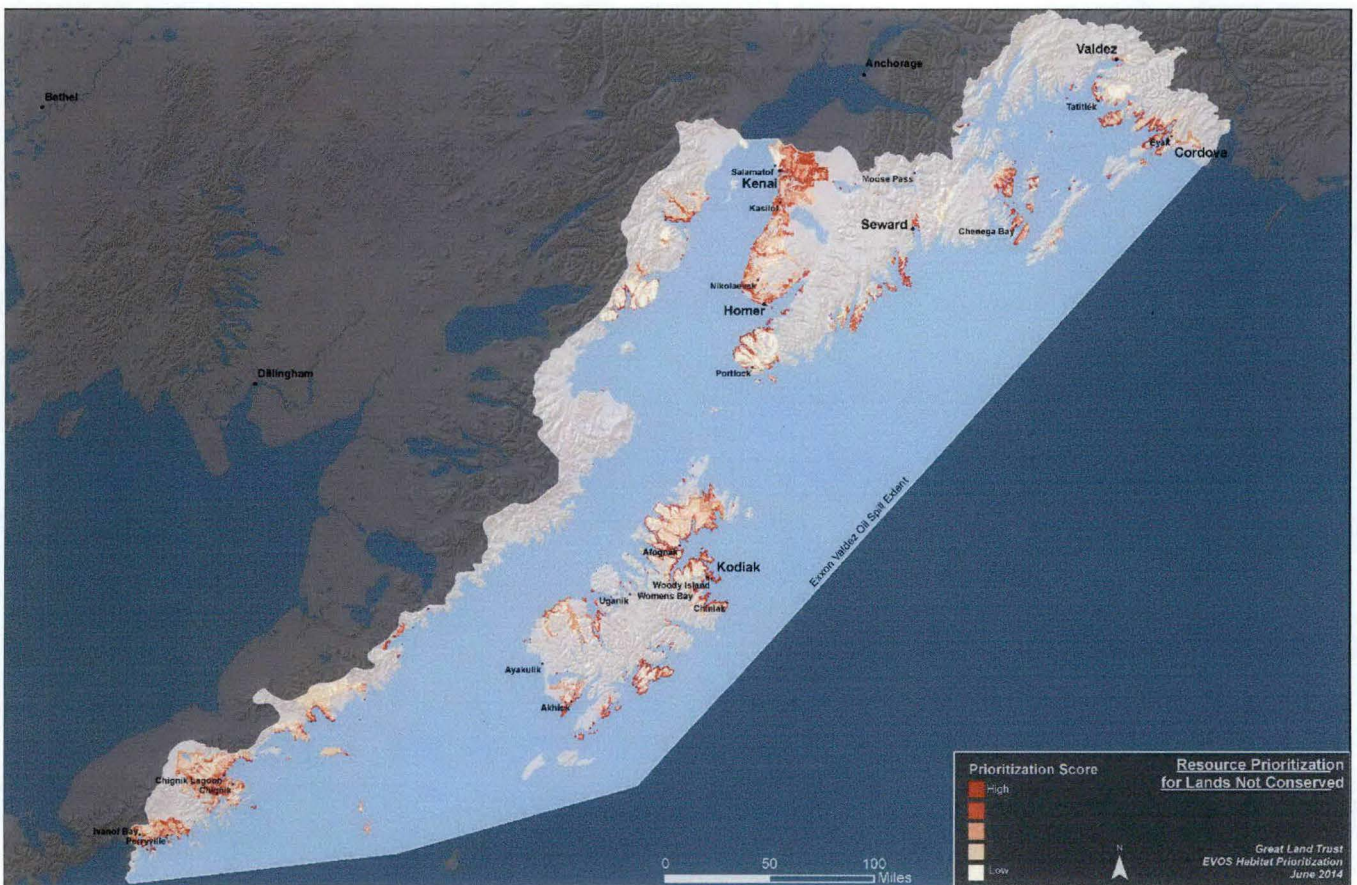 Valdez
Anchorage
Bethel
Tatitlek
Eyak
Cordova
Salamatof
Kenai
Moose Pass
Kasilof
Seward
Chenega Bay
Nikolaevsk
Homer
Portlock
Dillingham
Exxon Valdez Oil Spill Extent
Afognak
Kodiak
Woody Island
Womens Bay
Uganik
Chiniak
Ayakulik
Akhiok
Chignik Lagoon
Chignik
Ivanof Bay
Perryville
0 50 100
Miles
Prioritization Score
High
Low
Resource Prioritization
for Lands Not Conserved
N
Great Land Trust
EVOS Habitat Prioritization
June 2014